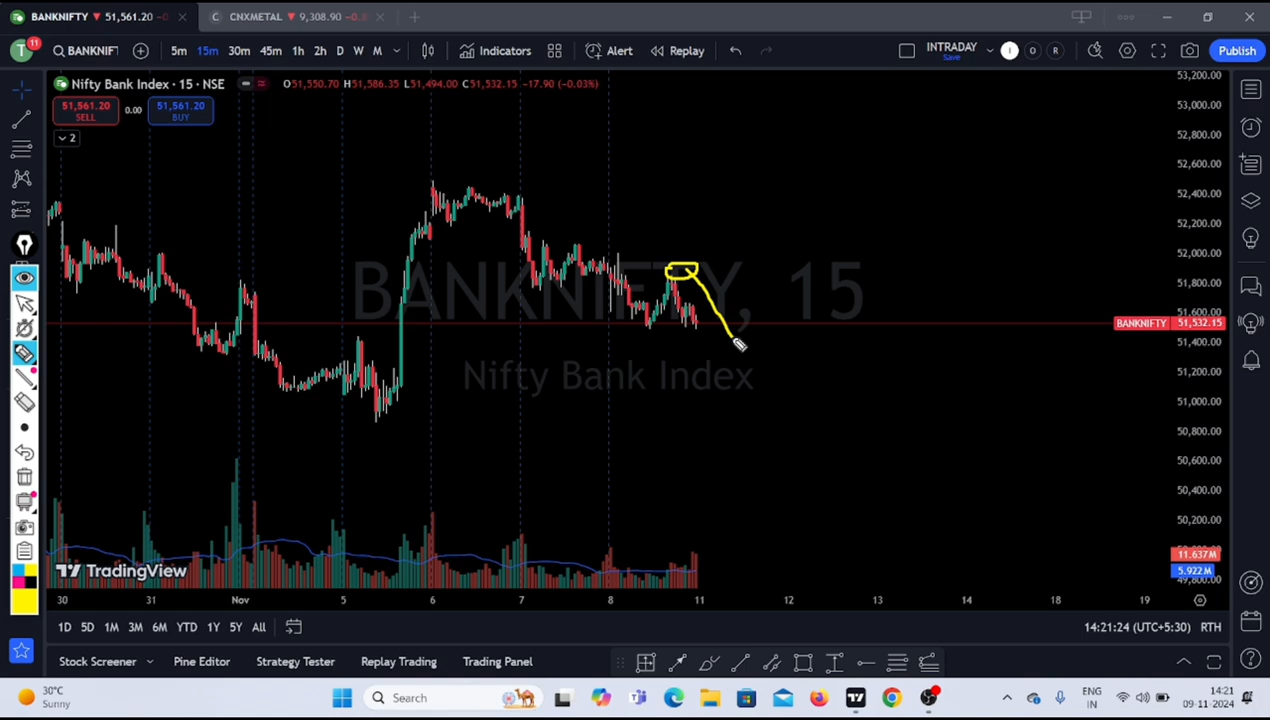 BANKNIFTY ▼ 51,561.20 −0
C CNXMETAL ▼ 9,308.90 −0.8
T 11 BANKNIFT 5m 15m 30m 45m 1h 2h D W M Indicators Alert Replay INTRADAY Save I O R Publish
Nifty Bank Index · 15 · NSE O51,550.70 H51,586.35 L51,494.00 C51,532.15 −17.90 (−0.03%)
51,561.20 SELL 0.00 51,561.20 BUY
2
BANKNIFTY, 15
Nifty Bank Index
53,200.00
53,000.00
52,800.00
52,600.00
52,400.00
52,200.00
52,000.00
51,800.00
51,600.00
BANKNIFTY 51,532.15
51,400.00
51,200.00
51,000.00
50,800.00
50,600.00
50,400.00
50,200.00
11.637M
5.922M
49,800.00
TradingView
30 31 Nov 5 6 7 8 11 12 13 14 18 19
1D 5D 1M 3M 6M YTD 1Y 5Y All 14:21:24 (UTC+5:30) RTH
Stock Screener Pine Editor Strategy Tester Replay Trading Trading Panel
30°C
Sunny
Search
ENG
IN
14:21
09-11-2024